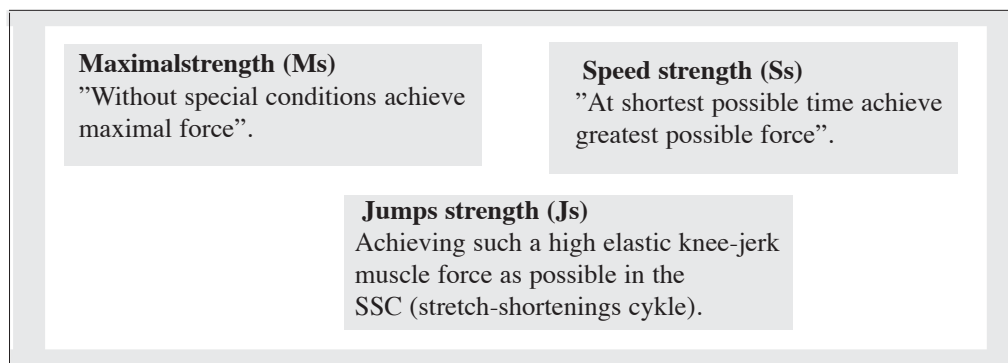 Maximalstrength (Ms)
”Without special conditions achieve
maximal force”.
Speed strength (Ss)
”At shortest possible time achieve
greatest possible force”.
Jumps strength (Js)
Achieving such a high elastic knee-jerk
muscle force as possible in the
SSC (stretch-shortenings cykle).